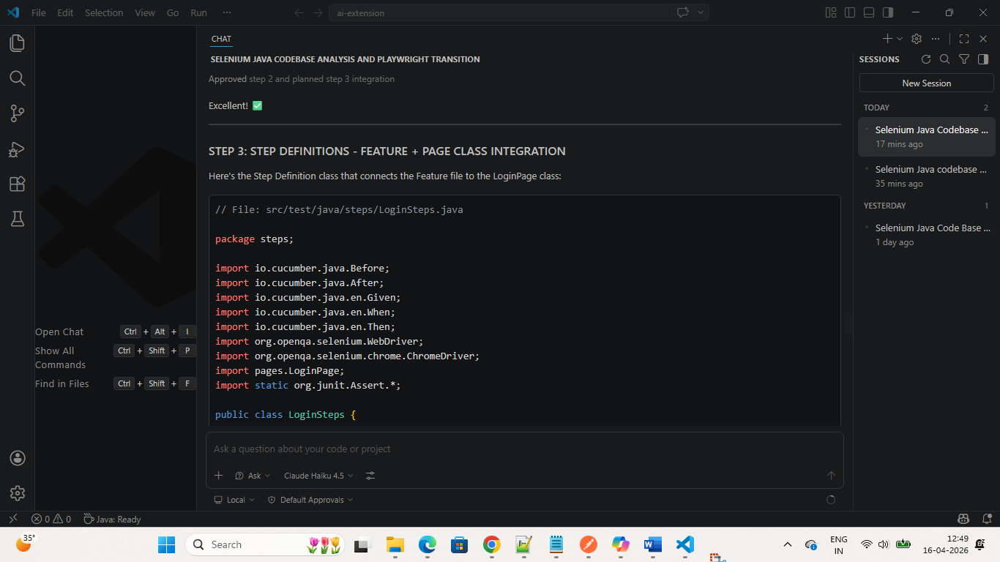 File Edit Selection View Go Run ···
ai-extension
CHAT
SELENIUM JAVA CODEBASE ANALYSIS AND PLAYWRIGHT TRANSITION
Approved step 2 and planned step 3 integration
Excellent! ✅
STEP 3: STEP DEFINITIONS - FEATURE + PAGE CLASS INTEGRATION
Here's the Step Definition class that connects the Feature file to the LoginPage class:
// File: src/test/java/steps/LoginSteps.java
package steps;
import io.cucumber.java.Before;
import io.cucumber.java.After;
import io.cucumber.java.en.Given;
import io.cucumber.java.en.When;
import io.cucumber.java.en.Then;
import org.openqa.selenium.WebDriver;
import org.openqa.selenium.chrome.ChromeDriver;
import pages.LoginPage;
import static org.junit.Assert.*;
public class LoginSteps {
Open Chat Ctrl + Alt + I
Show All Ctrl + Shift + P
Commands
Find in Files Ctrl + Shift + F
Ask a question about your code or project
Ask Claude Haiku 4.5
Local Default Approvals
SESSIONS
New Session
TODAY 2
Selenium Java Codebase ...
17 mins ago
Selenium Java codebase ...
35 mins ago
YESTERDAY 1
Selenium Java Code Base ...
1 day ago
0 0 Java: Ready
35°
Search
ENG
IN
12:49
16-04-2026